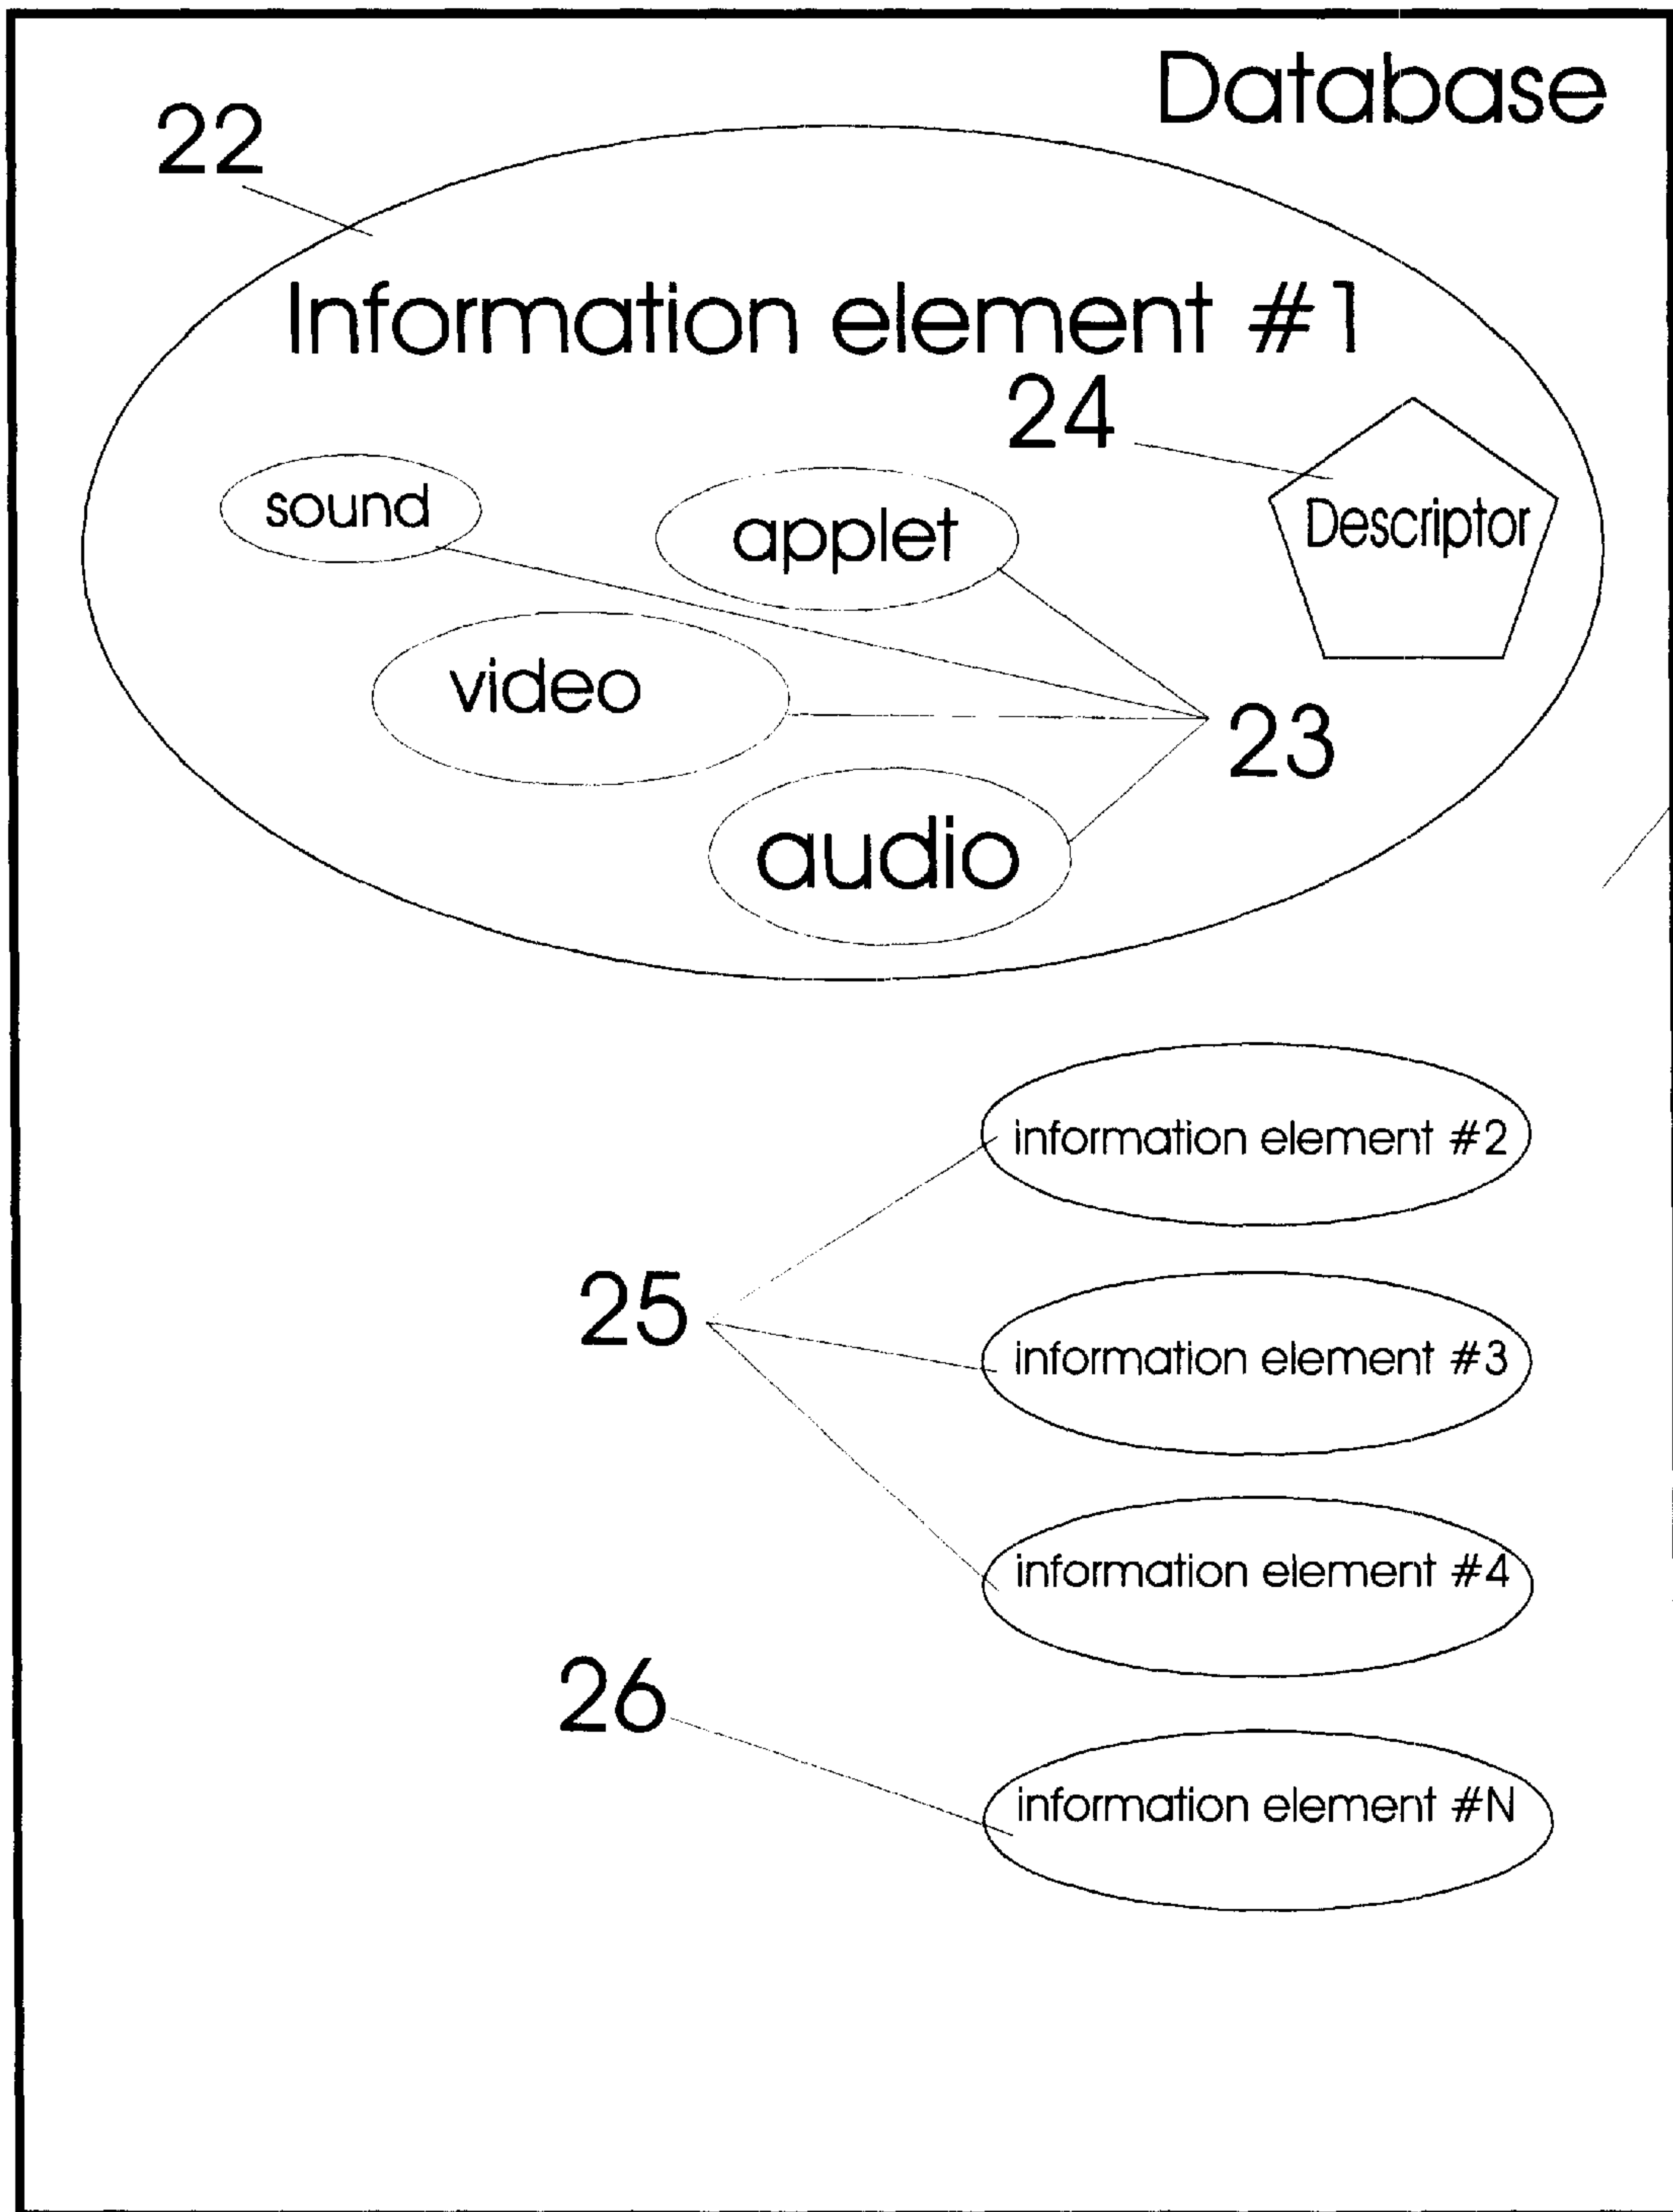 Database
22
Information element #1
24
sound
applet
Descriptor
video
23
audio
information element #2
25
information element #3
information element #4
26
information element #N